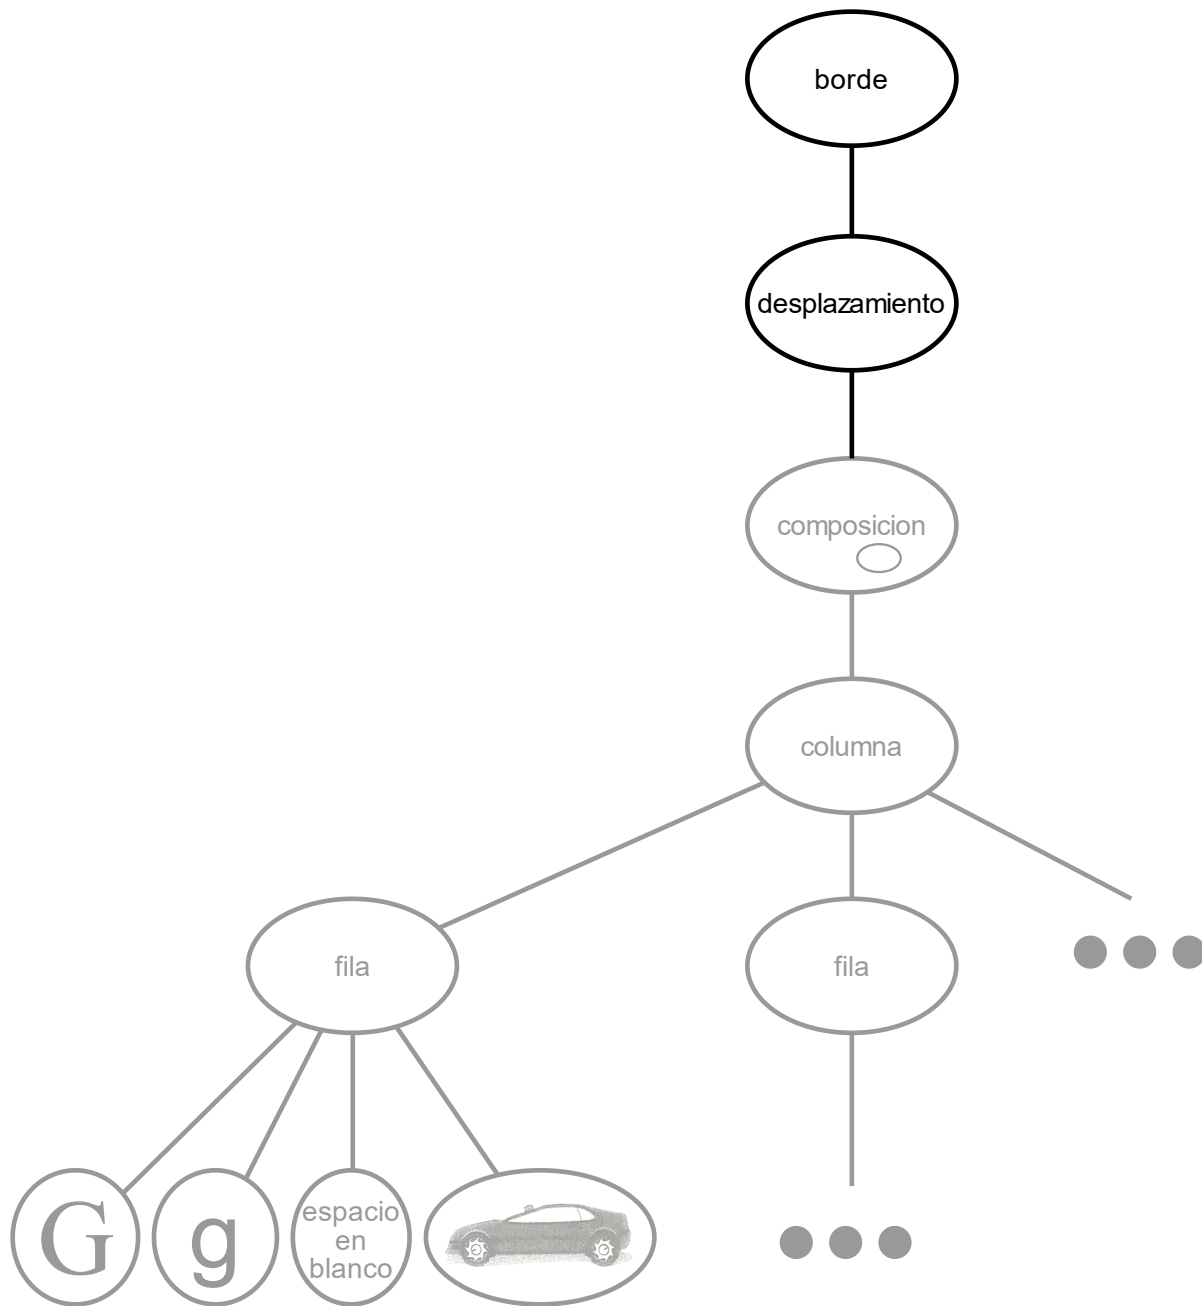 borde
desplazamiento
composicion
columna
fila
fila
G
g
espacio
en
blanco